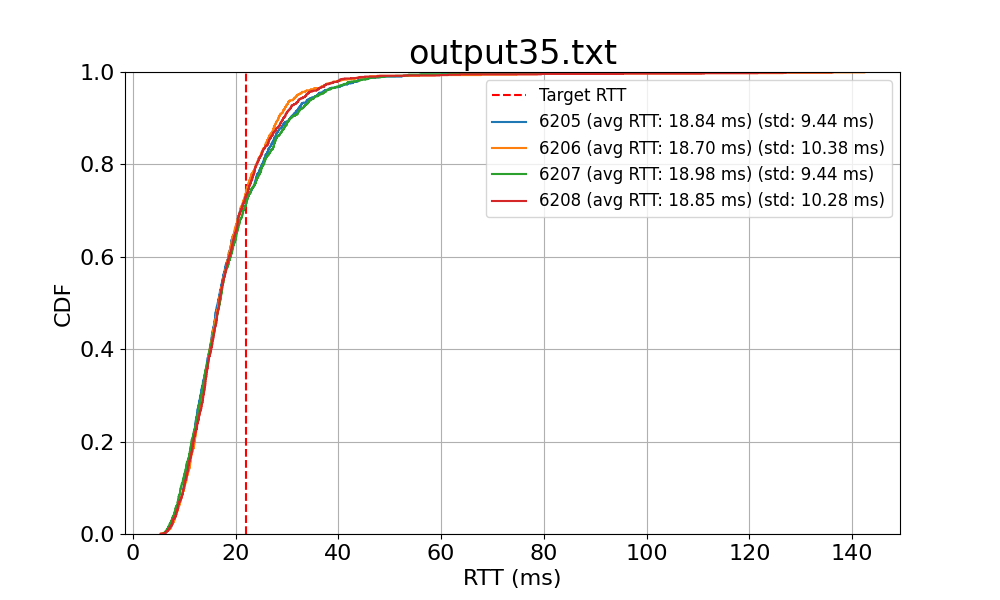 output35.txt
1.0
0.8
0.6
0.4
0.2
0.0
CDF
Target RTT
6205 (avg RTT: 18.84 ms) (std: 9.44 ms)
6206 (avg RTT: 18.70 ms) (std: 10.38 ms)
6207 (avg RTT: 18.98 ms) (std: 9.44 ms)
6208 (avg RTT: 18.85 ms) (std: 10.28 ms)
0 20 40 60 80 100 120 140
RTT (ms)